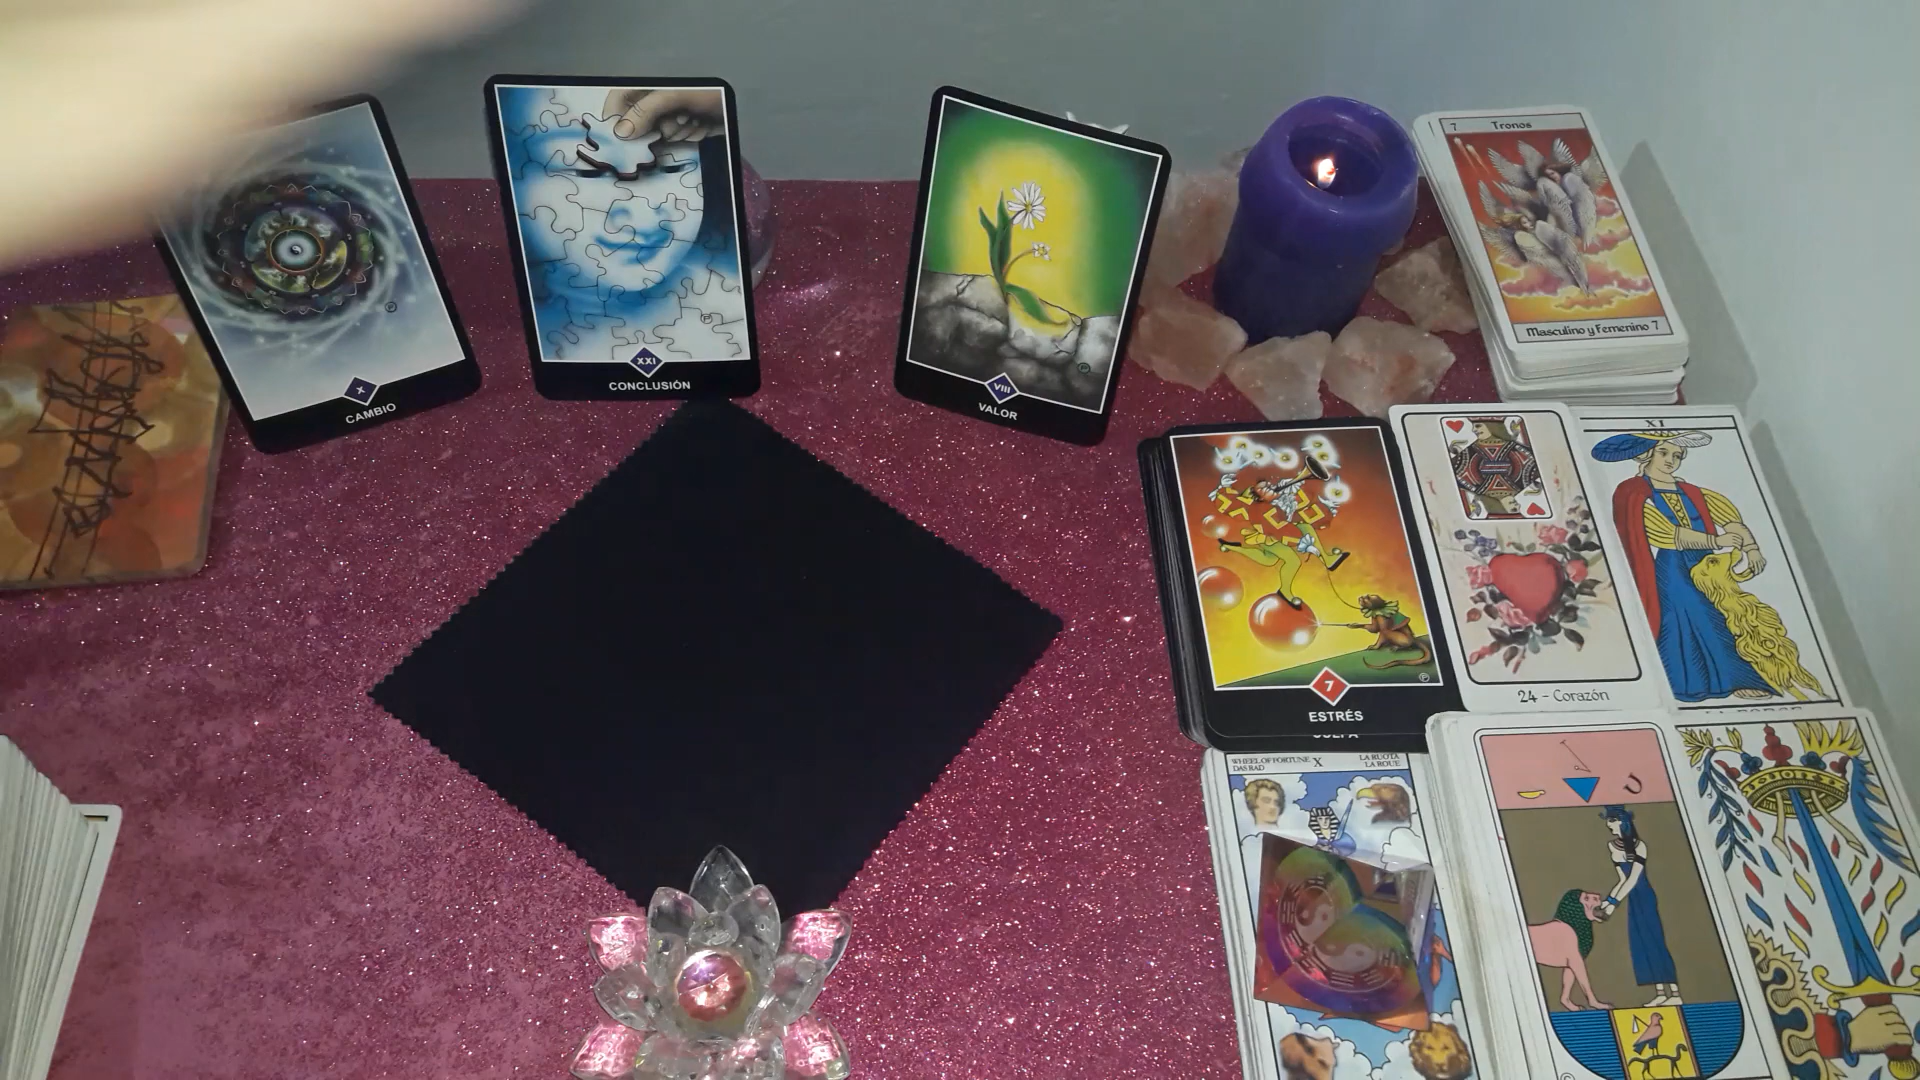 X
CAMBIO
XXI
CONCLUSIÓN
VIII
VALOR
7 Tronos
Masculino y Femenino 7
7
ESTRÉS
24 - Corazón
XI
WHEEL OF FORTUNE X LA RUOTA
DAS RAD LA ROUE